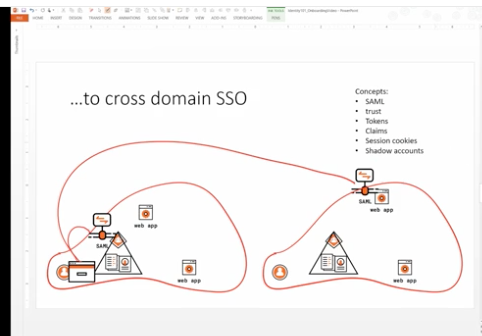 FILE HOME INSERT DESIGN TRANSITIONS ANIMATIONS SLIDE SHOW REVIEW VIEW ADD-INS STORYBOARDING
...to cross domain SSO
Concepts:
• SAML
• trust
• Tokens
• Claims
• Session cookies
• Shadow accounts
SAML
web app
web app
SAML
web app
web app